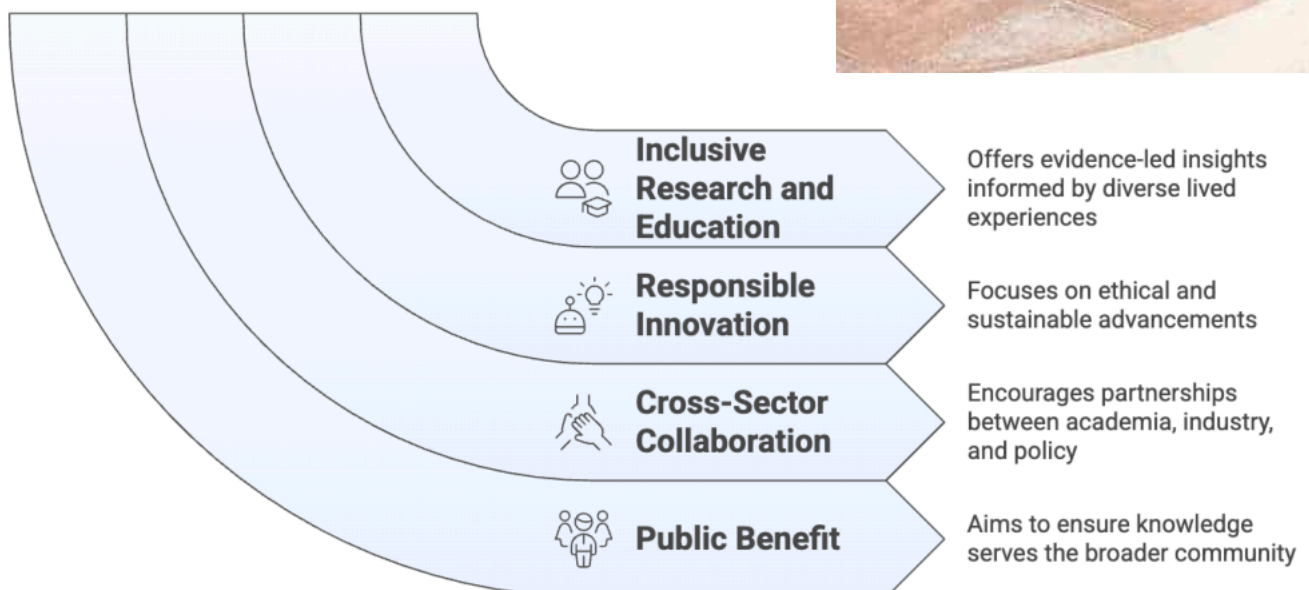 Inclusive
Research and
Education
Offers evidence-led insights
informed by diverse lived
experiences
Responsible
Innovation
Focuses on ethical and
sustainable advancements
Cross-Sector
Collaboration
Encourages partnerships
between academia, industry,
and policy
Public Benefit
Aims to ensure knowledge
serves the broader community